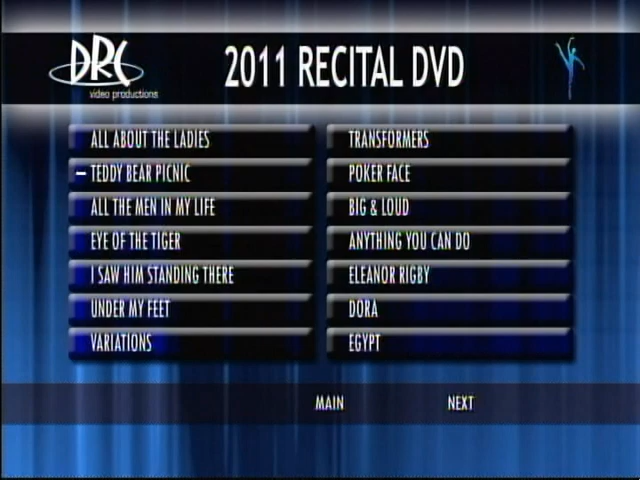 DRC
video productions
2011 RECITAL DVD
ALL ABOUT THE LADIES
TEDDY BEAR PICNIC
ALL THE MEN IN MY LIFE
EYE OF THE TIGER
I SAW HIM STANDING THERE
UNDER MY FEET
VARIATIONS
TRANSFORMERS
POKER FACE
BIG & LOUD
ANYTHING YOU CAN DO
ELEANOR RIGBY
DORA
EGYPT
MAIN
NEXT